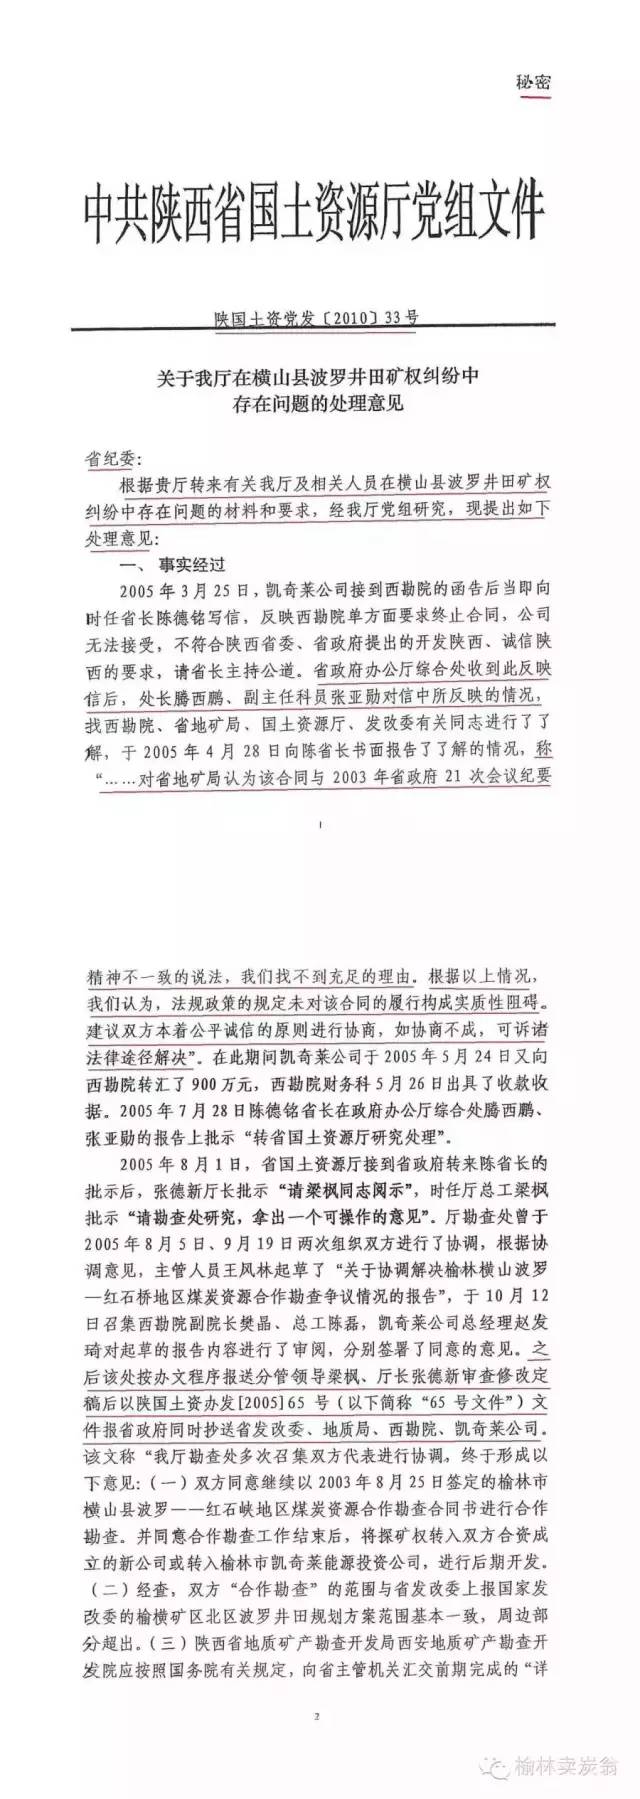 秘密
中共陕西省国土资源厅党组文件
陕国土资党发〔2010〕33号
关于我厅在横山县波罗井田矿权纠纷中
存在问题的处理意见
省纪委：
根据贵厅转来有关我厅及相关人员在横山县波罗井田矿权
纠纷中存在问题的材料和要求，经我厅党组研究，现提出如下
处理意见：
一、事实经过
2005年3月25日，凯奇莱公司接到西勘院的函告后当即向
时任省长陈德铭写信，反映西勘院单方面要求终止合同，公司
无法接受，不符合陕西省委、省政府提出的开发陕西、诚信陕
西的要求，请省长主持公道。省政府办公厅综合处收到此反映
信后，处长腾西鹏、副主任科员张亚勋对信中所反映的情况，
找西勘院、省地矿局、国土资源厅、发改委有关同志进行了了
解，于2005年4月28日向陈省长书面报告了了解的情况，称
“……对省地矿局认为该合同与2003年省政府21次会议纪要
1
精神不一致的说法，我们找不到充足的理由。根据以上情况，
我们认为，法规政策的规定未对该合同的履行构成实质性阻碍。
建议双方本着公平诚信的原则进行协商，如协商不成，可诉诸
法律途径解决”。在此期间凯奇莱公司于2005年5月24日又向
西勘院转汇了900万元，西勘院财务科5月26日出具了收款收
据。2005年7月28日陈德铭省长在政府办公厅综合处腾西鹏、
张亚勋的报告上批示“转省国土资源厅研究处理”。
2005年8月1日，省国土资源厅接到省政府转来陈省长的
批示后，张德新厅长批示“请梁枫同志阅示”，时任厅总工梁枫
批示“请勘查处研究，拿出一个可操作的意见”。厅勘查处曾于
2005年8月5日、9月19日两次组织双方进行了协调，根据协
调意见，主管人员王风林起草了“关于协调解决榆林横山波罗
—红石桥地区煤炭资源合作勘查争议情况的报告”，于10月12
日召集西勘院副院长樊晶、总工陈磊，凯奇莱公司总经理赵发
琦对起草的报告内容进行了审阅，分别签署了同意的意见。之
后该处按办文程序报送分管领导梁枫、厅长张德新审查修改定
稿后以陕国土资办发[2005]65号（以下简称“65号文件”）文
件报省政府同时抄送省发改委、地质局、西勘院、凯奇莱公司。
该文称“我厅勘查处多次召集双方代表进行协调，终于形成以
下意见：（一）双方同意继续以2003年8月25日签定的榆林市
横山县波罗——红石峡地区煤炭资源合作勘查合同书进行合作
勘查。并同意合作勘查工作结束后，将探矿权转入双方合资成
立的新公司或转入榆林市凯奇莱能源投资公司，进行后期开发。
（二）经查，双方“合作勘查”的范围与省发改委上报国家发
改委的榆横矿区北区波罗井田规划方案范围基本一致，周边部
分超出。（三）陕西省地质矿产勘查开发局西安地质矿产勘查开
发院应按照国务院有关规定，向省主管机关汇交前期完成的“详
2
榆林卖炭翁